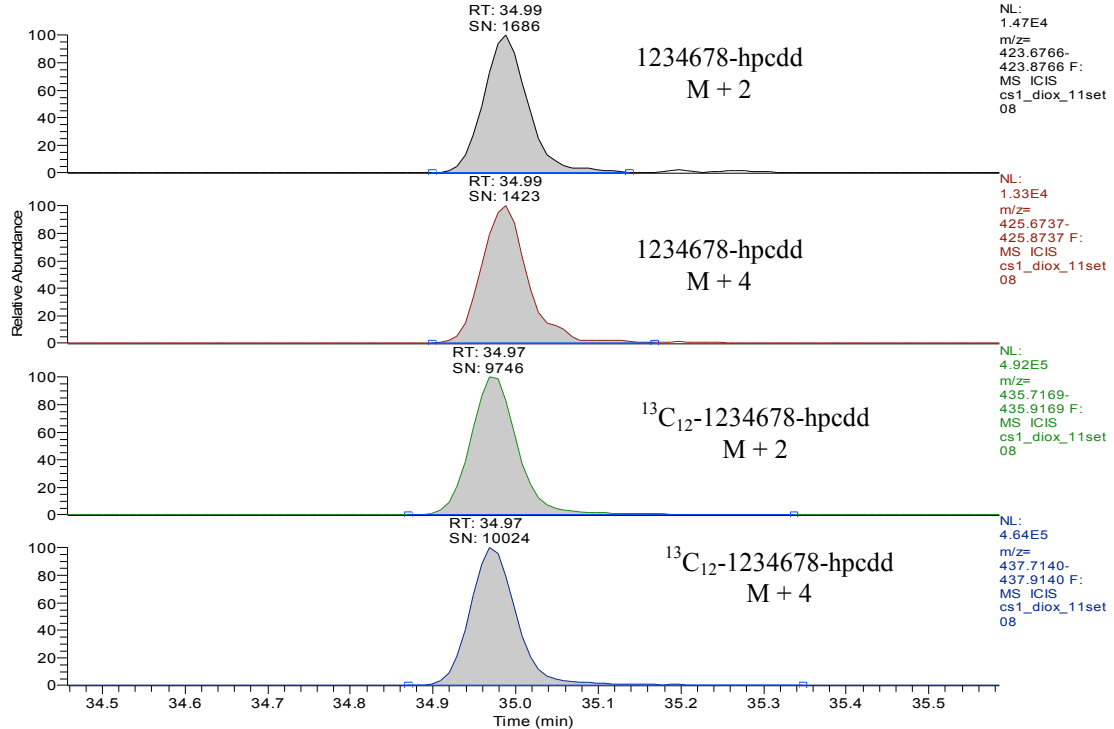 RT: 34.99
SN: 1686
100
80
60
40
20
0
1234678-hpcdd
M + 2
NL:
1.47E4
m/z=
423.6766-
423.8766 F:
MS ICIS
cs1_diox_11set
08
RT: 34.99
SN: 1423
100
80
60
40
20
0
1234678-hpcdd
M + 4
NL:
1.33E4
m/z=
425.6737-
425.8737 F:
MS ICIS
cs1_diox_11set
08
Relative Abundance
RT: 34.97
SN: 9746
100
80
60
40
20
0
¹³C₁₂-1234678-hpcdd
M + 2
NL:
4.92E5
m/z=
435.7169-
435.9169 F:
MS ICIS
cs1_diox_11set
08
RT: 34.97
SN: 10024
100
80
60
40
20
0
¹³C₁₂-1234678-hpcdd
M + 4
NL:
4.64E5
m/z=
437.7140-
437.9140 F:
MS ICIS
cs1_diox_11set
08
34.5 34.6 34.7 34.8 34.9 35.0 35.1 35.2 35.3 35.4 35.5
Time (min)